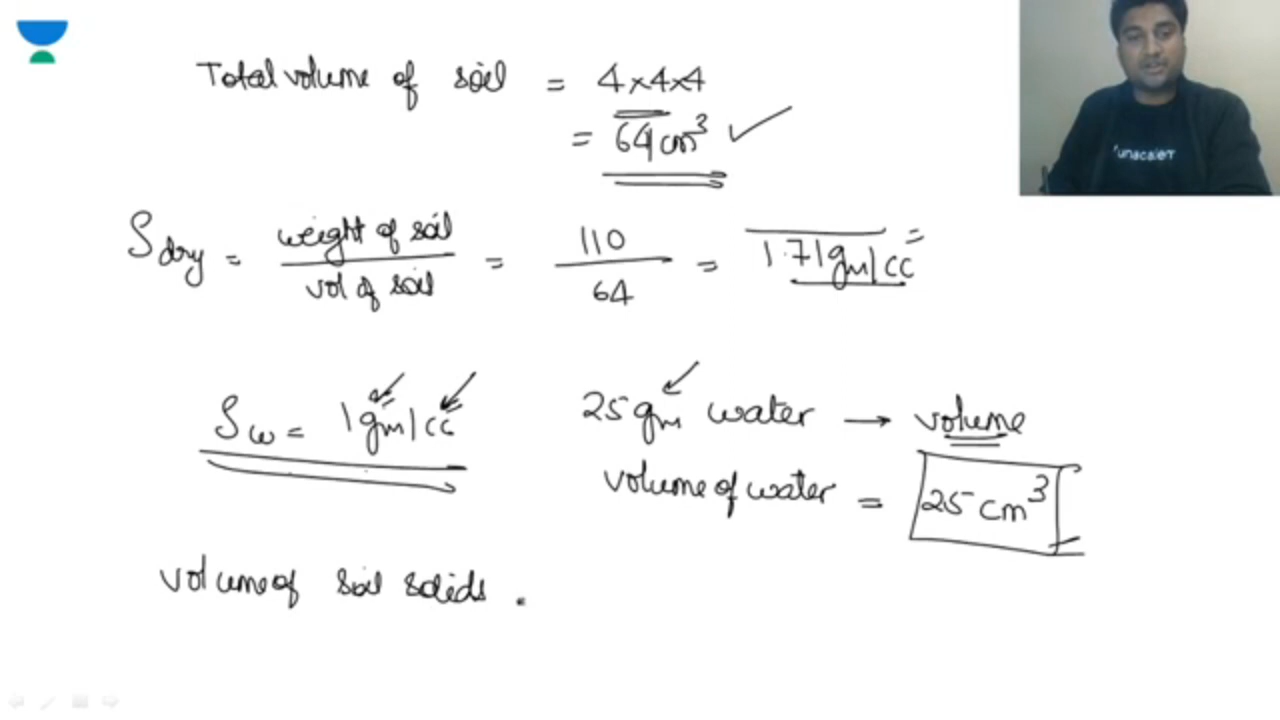 Total volume of soil = 4×4×4
= 64 cm³ ✓
unacademy
S dry = weight of soil / vol of soil = 110 / 64 = 1.71 gm/cc =
S w = 1 gm/cc
25 gm water → volume
volume of water = 25 cm³
volume of soil solids =